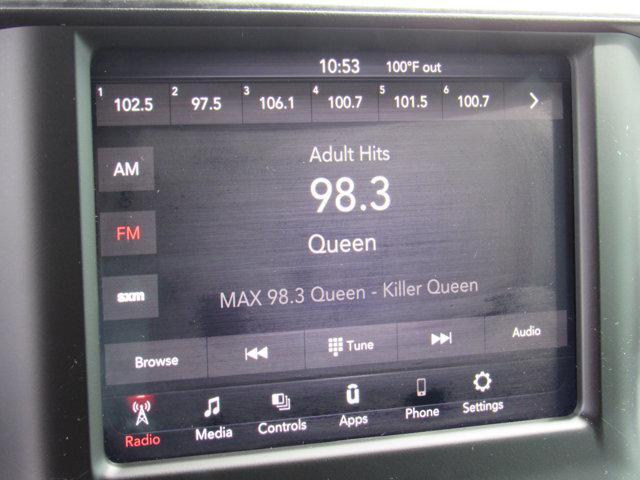 10:53 100°F out
1 102.5 2 97.5 3 106.1 4 100.7 5 101.5 6 100.7
Adult Hits
AM
98.3
FM
Queen
sxm
MAX 98.3 Queen - Killer Queen
Browse Tune Audio
Radio Media Controls Apps Phone Settings